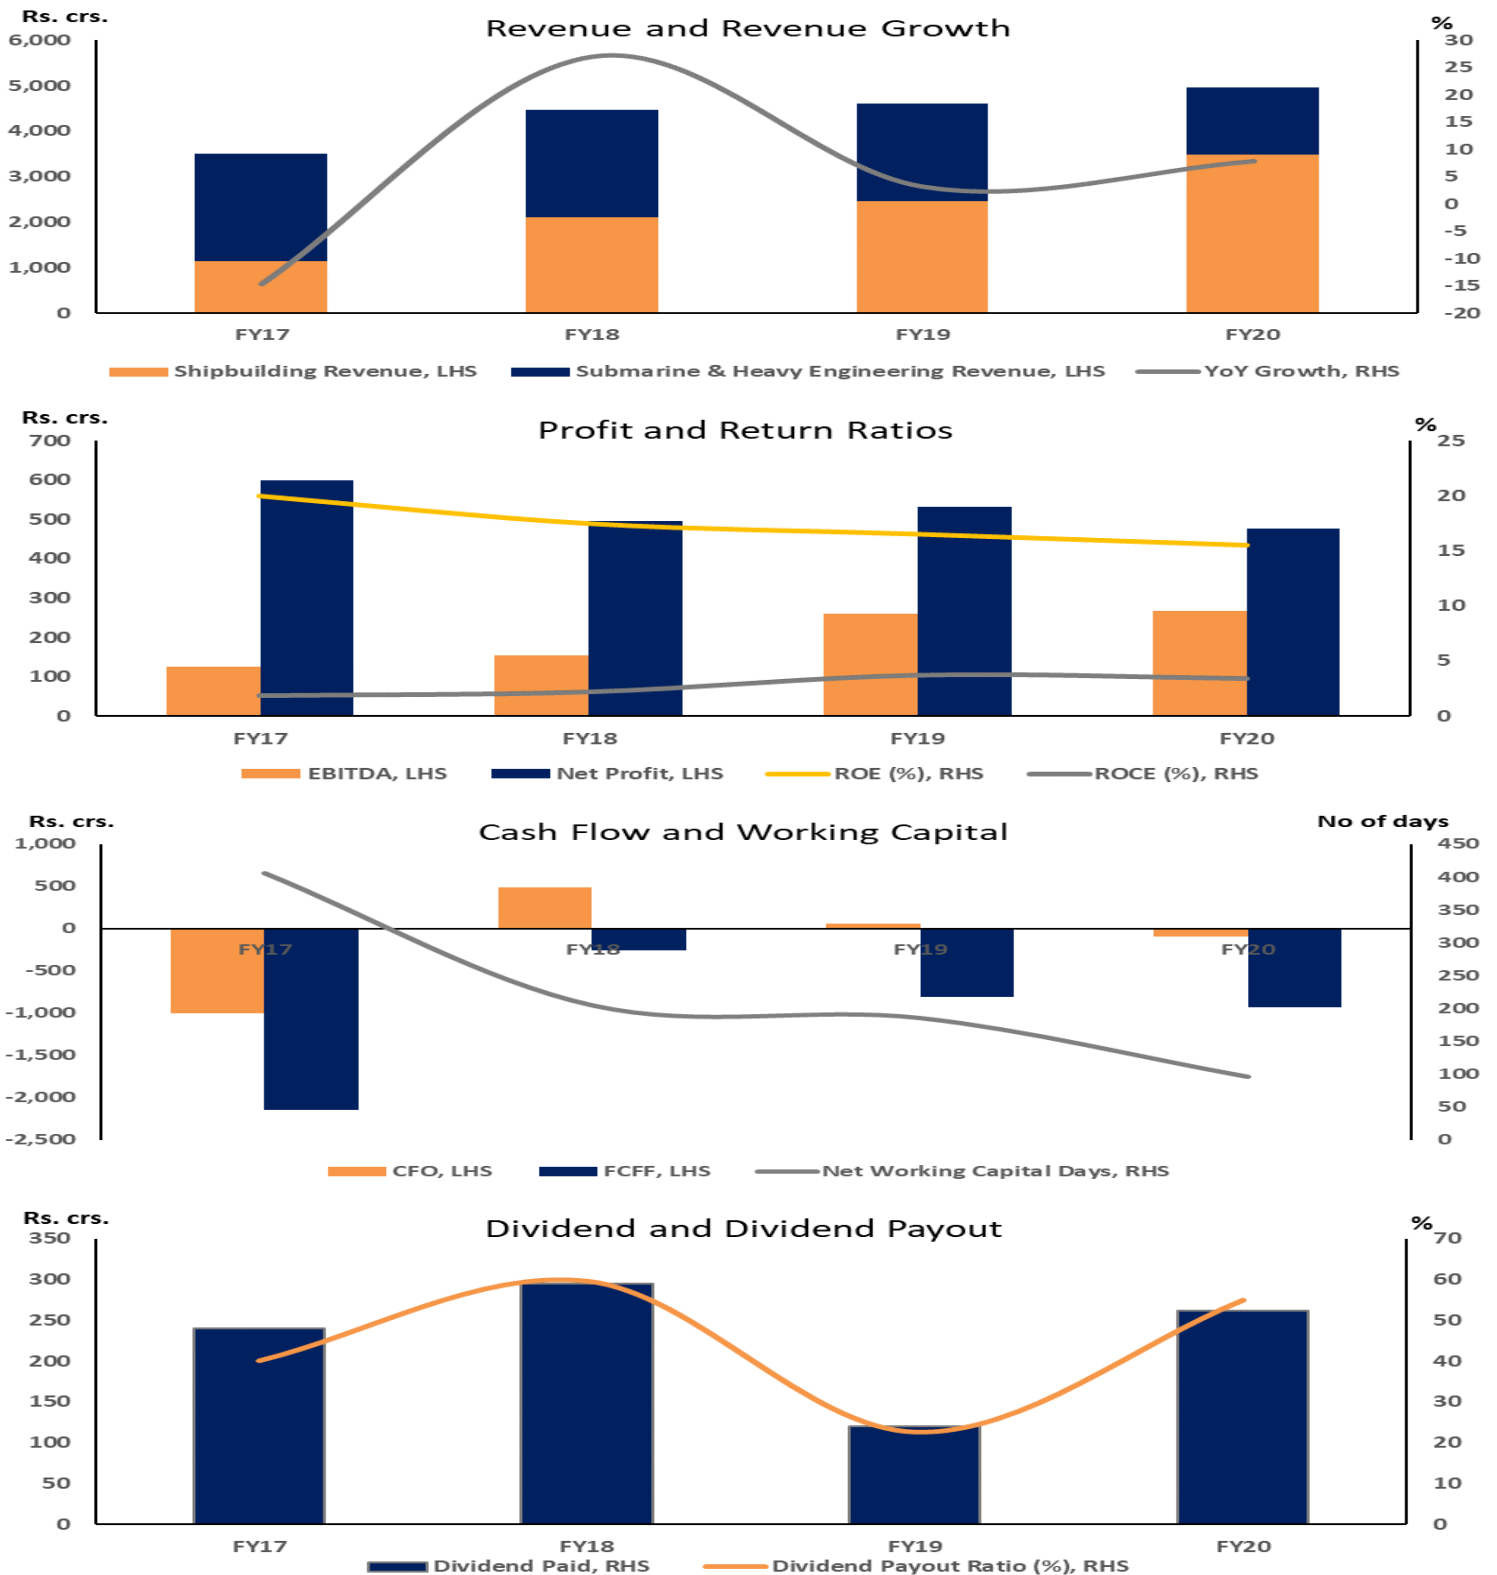 Rs. crs.
Revenue and Revenue Growth
%
6,000
5,000
4,000
3,000
2,000
1,000
0
30
25
20
15
10
5
0
-5
-10
-15
-20
FY17
FY18
FY19
FY20
Shipbuilding Revenue, LHS
Submarine & Heavy Engineering Revenue, LHS
YoY Growth, RHS
Rs. crs.
Profit and Return Ratios
%
700
600
500
400
300
200
100
0
25
20
15
10
5
0
FY17
FY18
FY19
FY20
EBITDA, LHS
Net Profit, LHS
ROE (%), RHS
ROCE (%), RHS
Rs. crs.
Cash Flow and Working Capital
No of days
1,000
500
0
-500
-1,000
-1,500
-2,000
-2,500
450
400
350
300
250
200
150
100
50
0
FY17
FY18
FY19
FY20
CFO, LHS
FCFF, LHS
Net Working Capital Days, RHS
Rs. crs.
Dividend and Dividend Payout
%
350
300
250
200
150
100
50
0
70
60
50
40
30
20
10
0
FY17
FY18
FY19
FY20
Dividend Paid, RHS
Dividend Payout Ratio (%), RHS